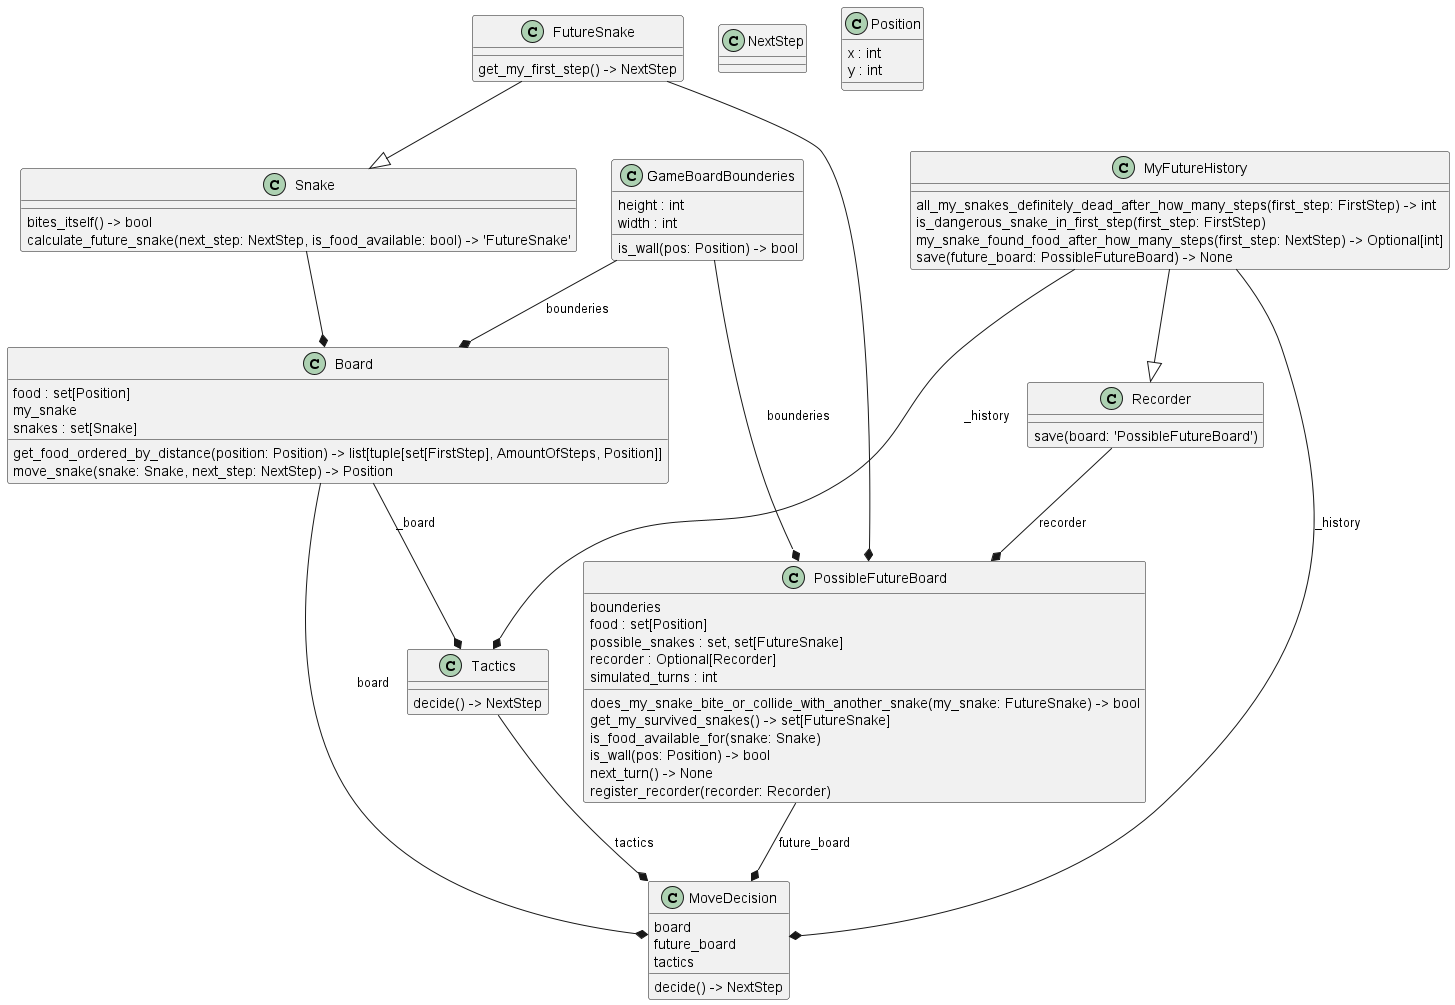 C FutureSnake
get_my_first_step() -> NextStep
C NextStep
C Position
x : int
y : int
C Snake
bites_itself() -> bool
calculate_future_snake(next_step: NextStep, is_food_available: bool) -> 'FutureSnake'
C GameBoardBounderies
height : int
width : int
is_wall(pos: Position) -> bool
C MyFutureHistory
all_my_snakes_definitely_dead_after_how_many_steps(first_step: FirstStep) -> int
is_dangerous_snake_in_first_step(first_step: FirstStep)
my_snake_found_food_after_how_many_steps(first_step: NextStep) -> Optional[int]
save(future_board: PossibleFutureBoard) -> None
bounderies
C Board
food : set[Position]
my_snake
snakes : set[Snake]
get_food_ordered_by_distance(position: Position) -> list[tuple[set[FirstStep], AmountOfSteps, Position]]
move_snake(snake: Snake, next_step: NextStep) -> Position
bounderies
_history
C Recorder
save(board: 'PossibleFutureBoard')
_board
recorder
_history
C PossibleFutureBoard
bounderies
food : set[Position]
possible_snakes : set, set[FutureSnake]
recorder : Optional[Recorder]
simulated_turns : int
does_my_snake_bite_or_collide_with_another_snake(my_snake: FutureSnake) -> bool
get_my_survived_snakes() -> set[FutureSnake]
is_food_available_for(snake: Snake)
is_wall(pos: Position) -> bool
next_turn() -> None
register_recorder(recorder: Recorder)
board
C Tactics
decide() -> NextStep
tactics
future_board
C MoveDecision
board
future_board
tactics
decide() -> NextStep